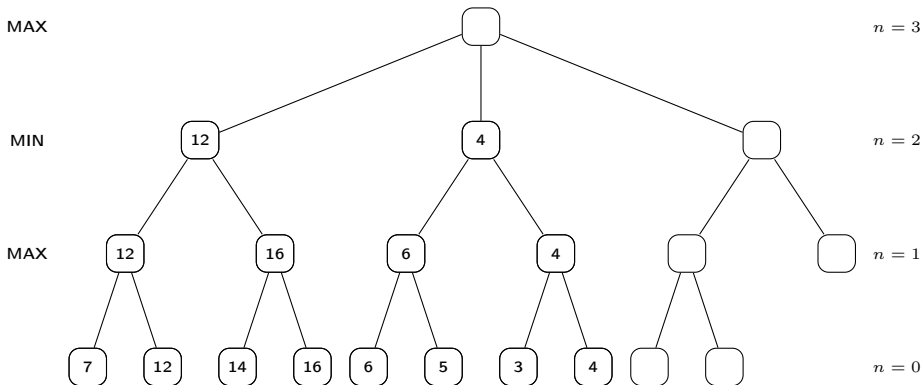 MAX n = 3
MIN 12 4 n = 2
MAX 12 16 6 4 n = 1
7 12 14 16 6 5 3 4 n = 0